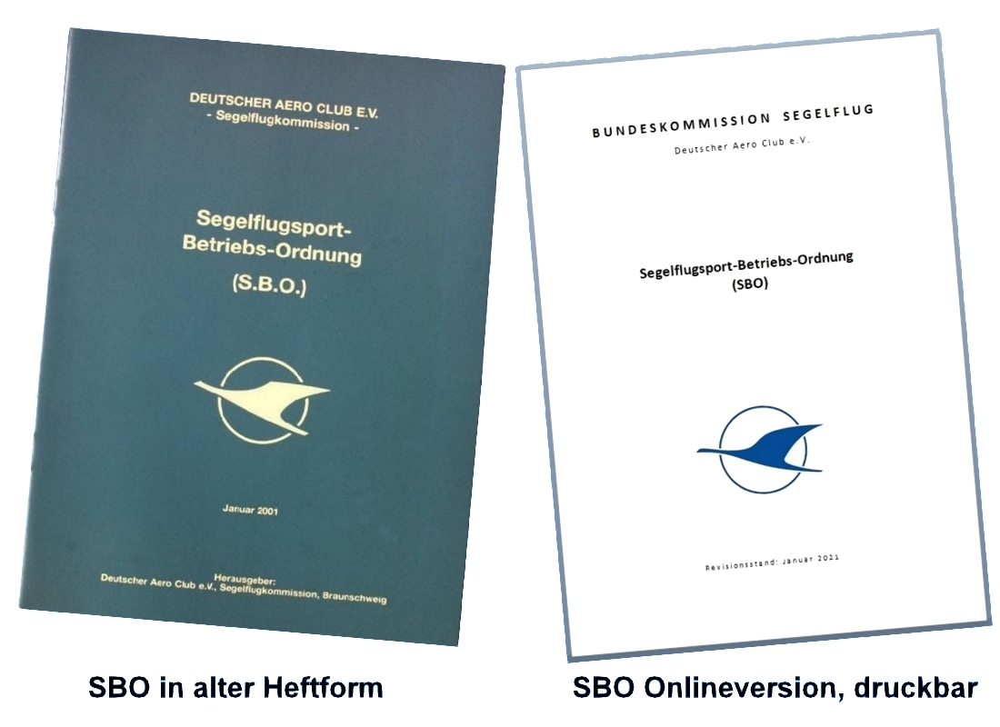 DEUTSCHER AERO CLUB E.V.
- Segelflugkommission -
Segelflugsport-
Betriebs-Ordnung
(S.B.O.)
Januar 2001
Herausgeber:
Deutscher Aero Club e.V., Segelflugkommission, Braunschweig
SBO in alter Heftform
BUNDESKOMMISSION SEGELFLUG
Deutscher Aero Club e.V.
Segelflugsport-Betriebs-Ordnung
(SBO)
Revisionsstand: Januar 2021
SBO Onlineversion, druckbar